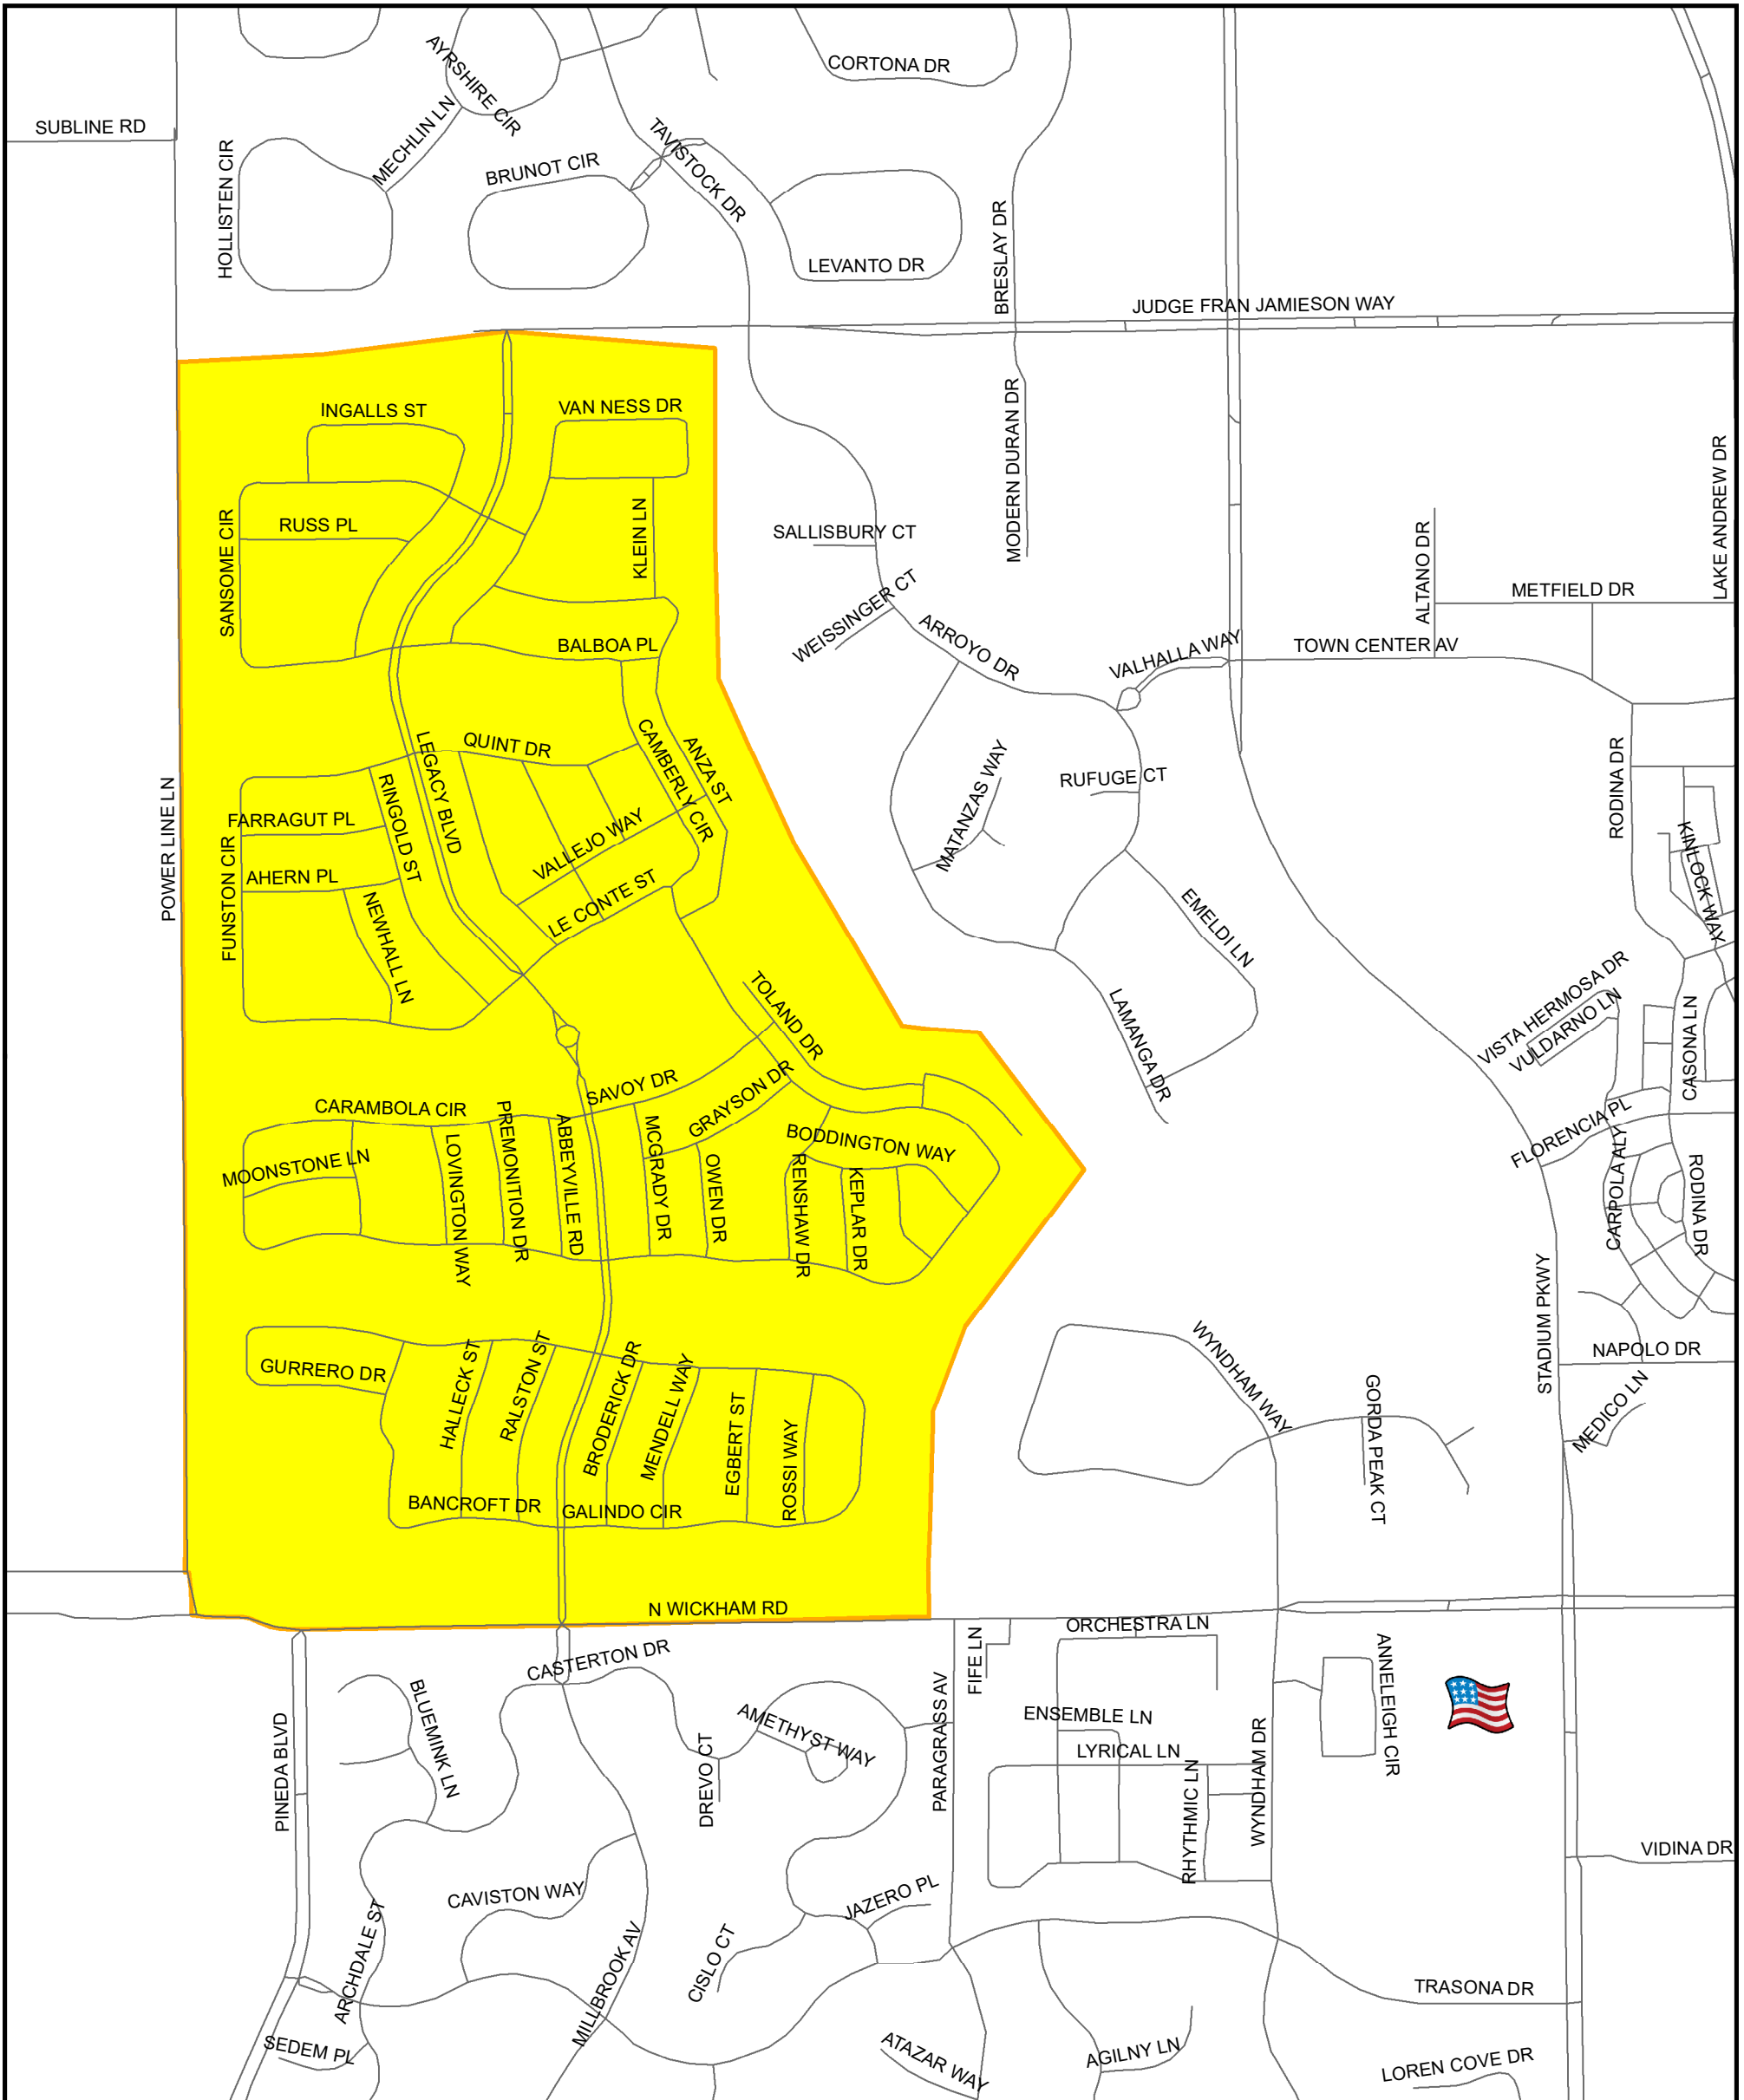 CORTONA DR
AYRSHIRE CIR
SUBLINE RD
MECHLIN LN
TAVISTOCK DR
HOLLISTEN CIR
BRUNOT CIR
BRESLAY DR
LEVANTO DR
JUDGE FRAN JAMIESON WAY
INGALLS ST
VAN NESS DR
MODERN DURAN DR
LAKE ANDREW DR
SANSOME CIR
RUSS PL
KLEIN LN
SALLISBURY CT
ALTANO DR
METFIELD DR
WEISSINGER CT
ARROYO DR
BALBOA PL
VALHALLA WAY
TOWN CENTER AV
LEGACY BLVD
QUINT DR
CAMBERLY CIR
ANZA ST
MATANZAS WAY
RUFUGE CT
RODINA DR
POWER LINE LN
RINGOLD ST
FARRAGUT PL
VALLEJO WAY
KINLOCK WAY
FUNSTON CIR
AHERN PL
NEWHALL LN
LE CONTE ST
EMELDI LN
TOLAND DR
LAMANGA DR
VISTA HERMOSA DR
VULDARNO LN
CASONA LN
SAVOY DR
GRAYSON DR
CARAMBOLA CIR
PREMONITION DR
ABBEYVILLE RD
MCGRADY DR
BODDINGTON WAY
FLORENCIA PL
CARPOLA ALY
MOONSTONE LN
LOVINGTON WAY
OWEN DR
RENSHAW DR
KEPLAR DR
RODINA DR
STADIUM PKWY
GURRERO DR
HALLECK ST
RALSTON ST
BRODERICK DR
MENDELL WAY
EGBERT ST
ROSSI WAY
WYNDHAM WAY
GORDA PEAK CT
NAPOLO DR
MEDICO LN
BANCROFT DR
GALINDO CIR
N WICKHAM RD
ORCHESTRA LN
FIFE LN
ANNELEIGH CIR
CASTERTON DR
BLUEMINK LN
PINEDA BLVD
AMETHYST WAY
DREVO CT
PARAGRASS AV
ENSEMBLE LN
LYRICAL LN
RHYTHMIC LN
WYNDHAM DR
VIDINA DR
CAVISTON WAY
JAZERO PL
ARCHDALE ST
MILLBROOK AV
CISLO CT
TRASONA DR
SEDEM PL
ATAZAR WAY
AGILNY LN
LOREN COVE DR